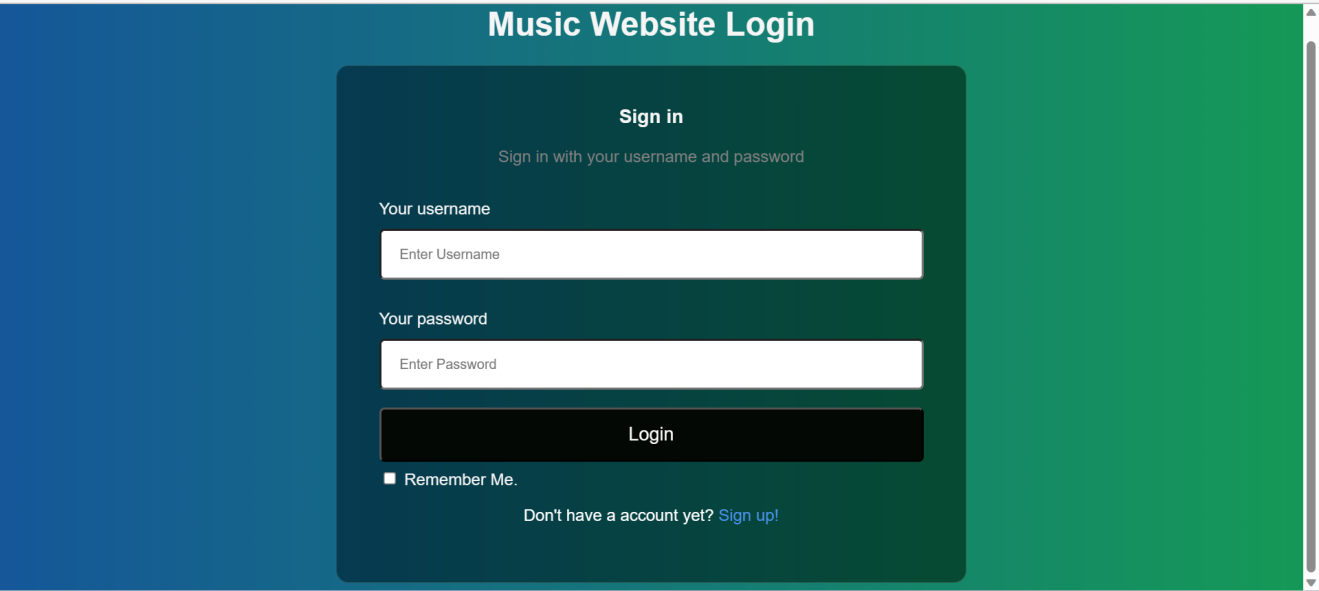 Music Website Login
Sign in
Sign in with your username and password
Your username
Enter Username
Your password
Enter Password
Login
Remember Me.
Don't have a account yet? Sign up!